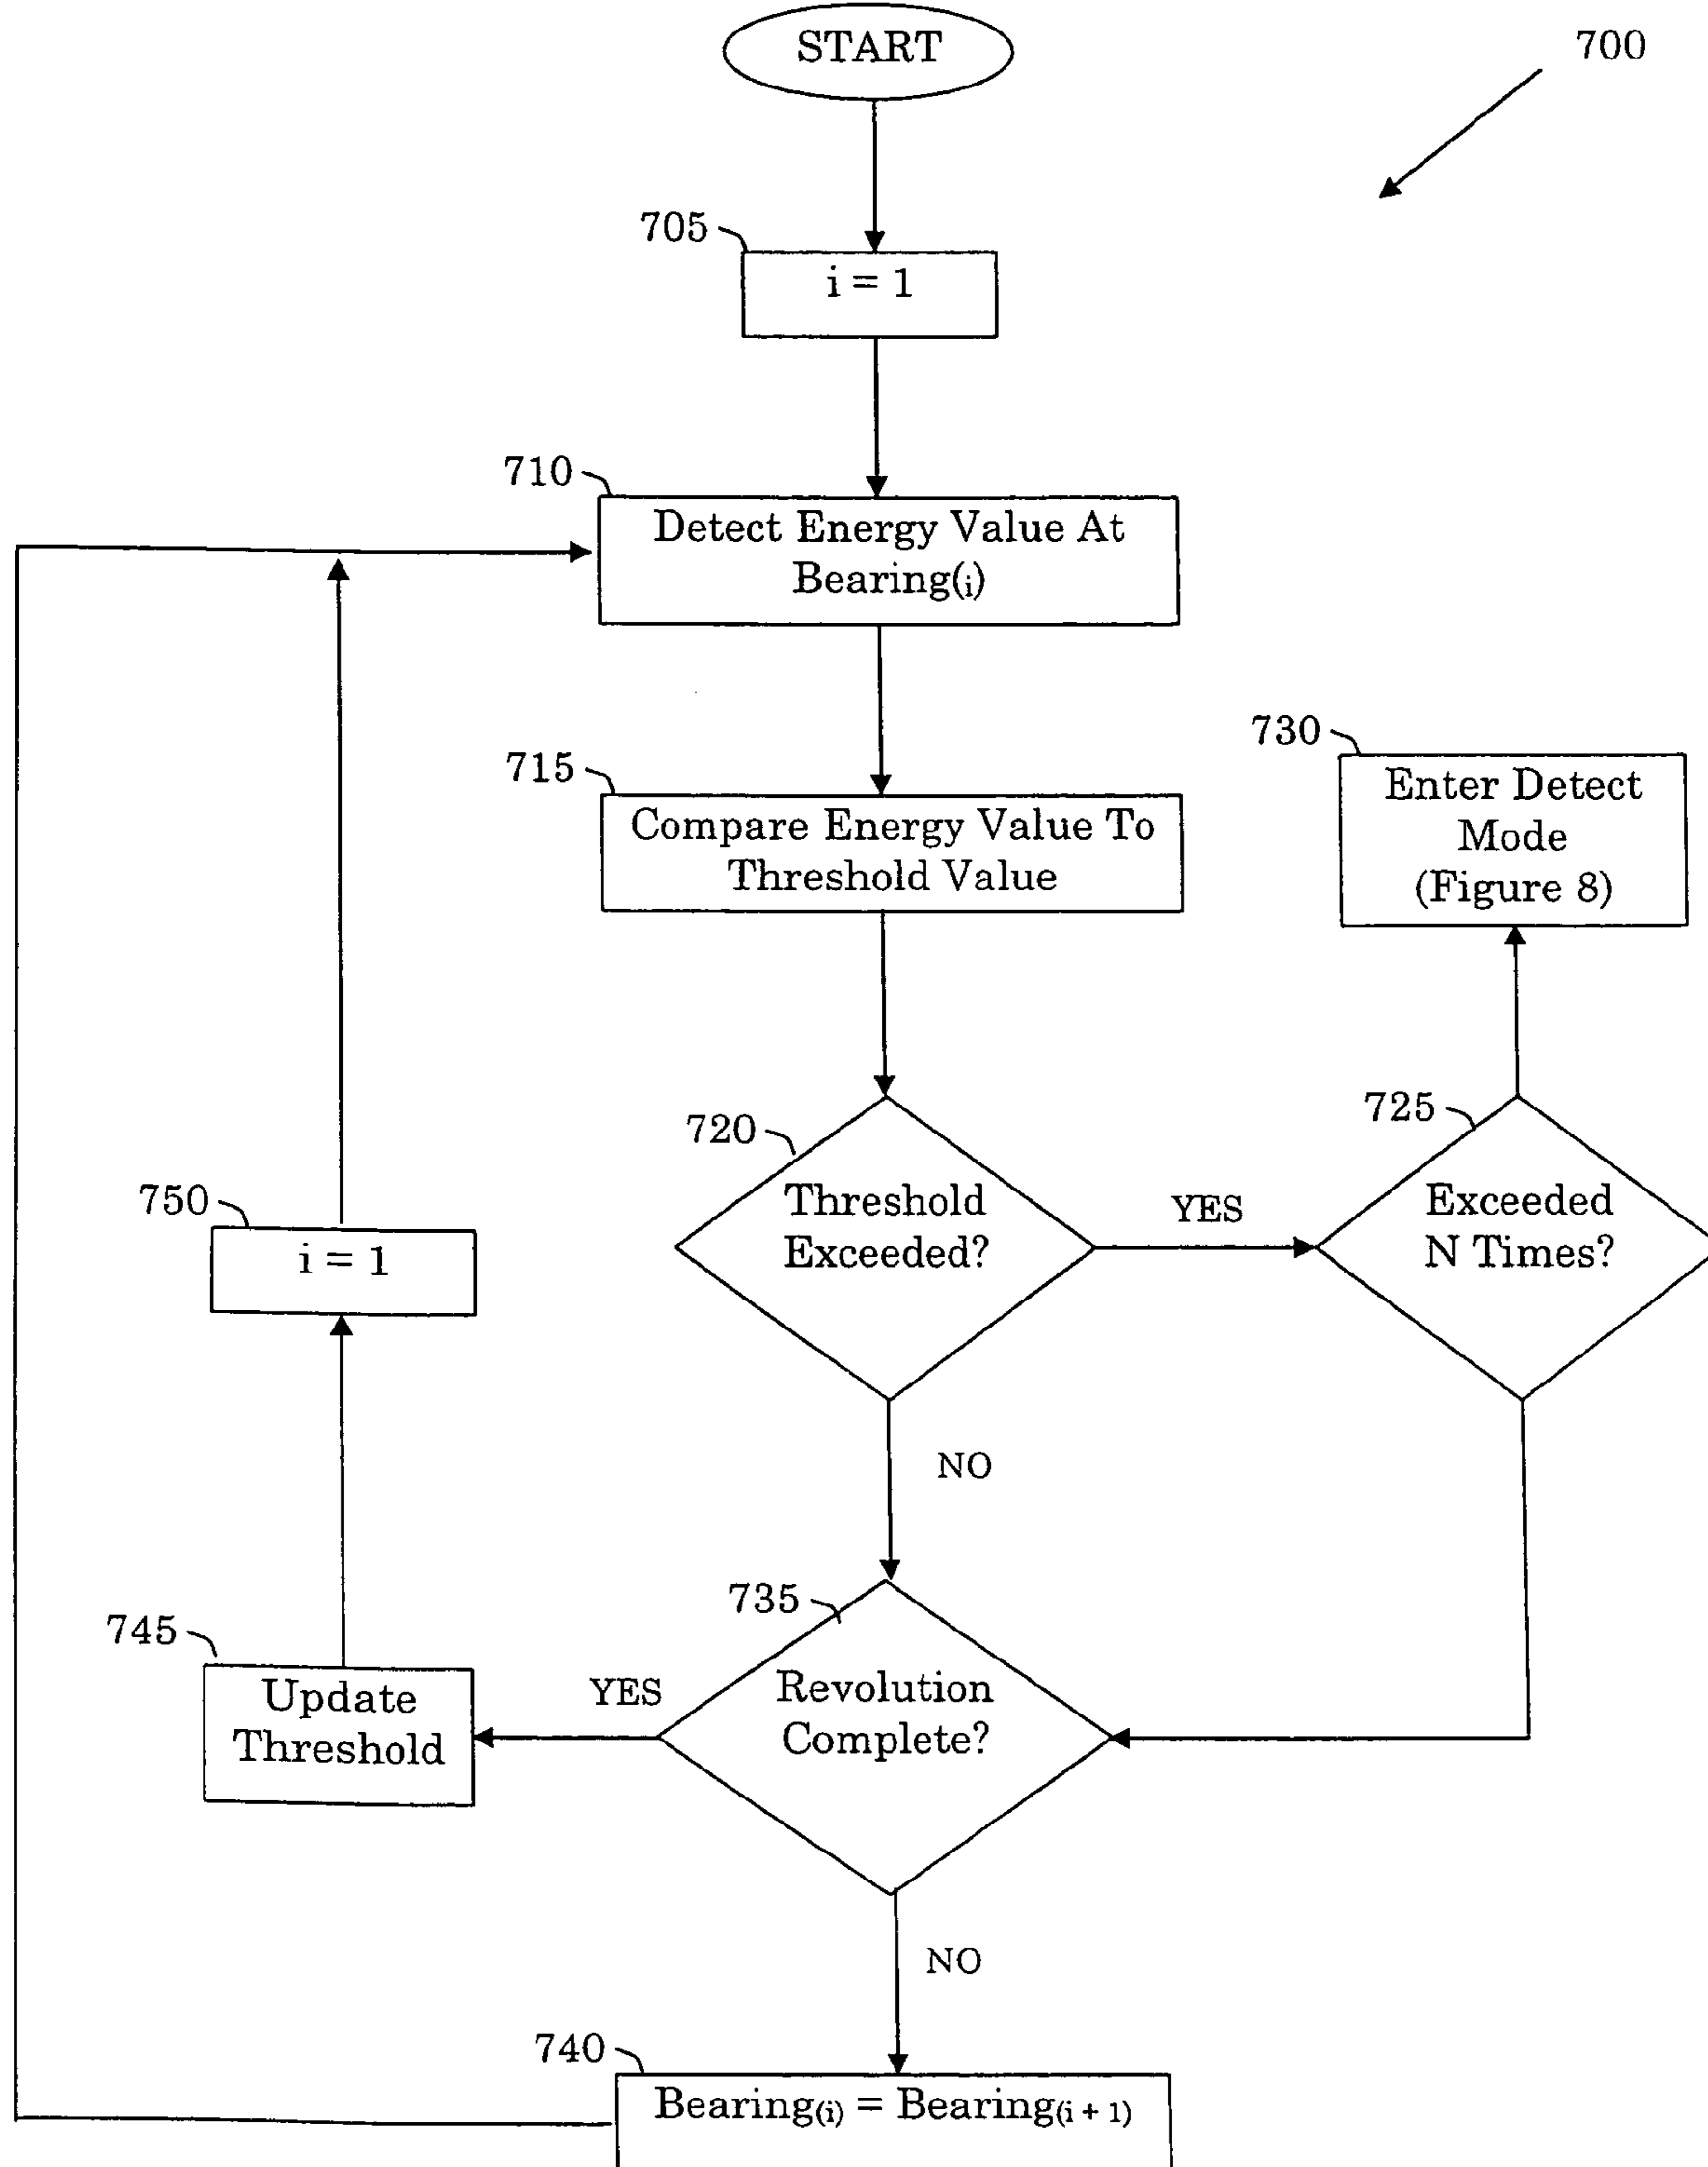 START
700
705
i = 1
710
Detect Energy Value At
Bearing(i)
715
Compare Energy Value To
Threshold Value
730
Enter Detect
Mode
(Figure 8)
720
Threshold
Exceeded?
YES
725
Exceeded
N Times?
750
i = 1
NO
735
Revolution
Complete?
YES
745
Update
Threshold
NO
740
Bearing(i) = Bearing(i + 1)